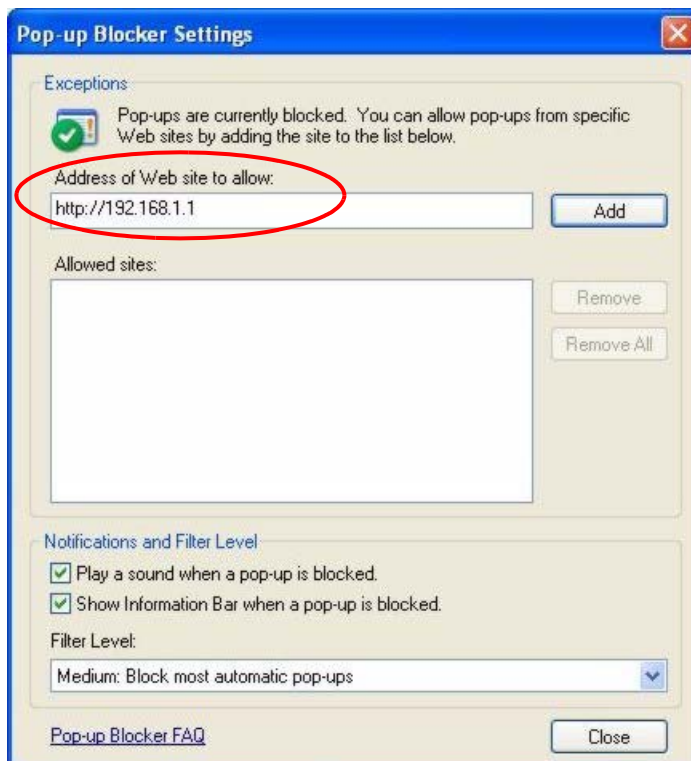 Pop-up Blocker Settings
Exceptions
Pop-ups are currently blocked. You can allow pop-ups from specific
Web sites by adding the site to the list below.
Address of Web site to allow:
http://192.168.1.1
Add
Allowed sites:
Remove
Remove All
Notifications and Filter Level
Play a sound when a pop-up is blocked.
Show Information Bar when a pop-up is blocked.
Filter Level:
Medium: Block most automatic pop-ups
Pop-up Blocker FAQ
Close